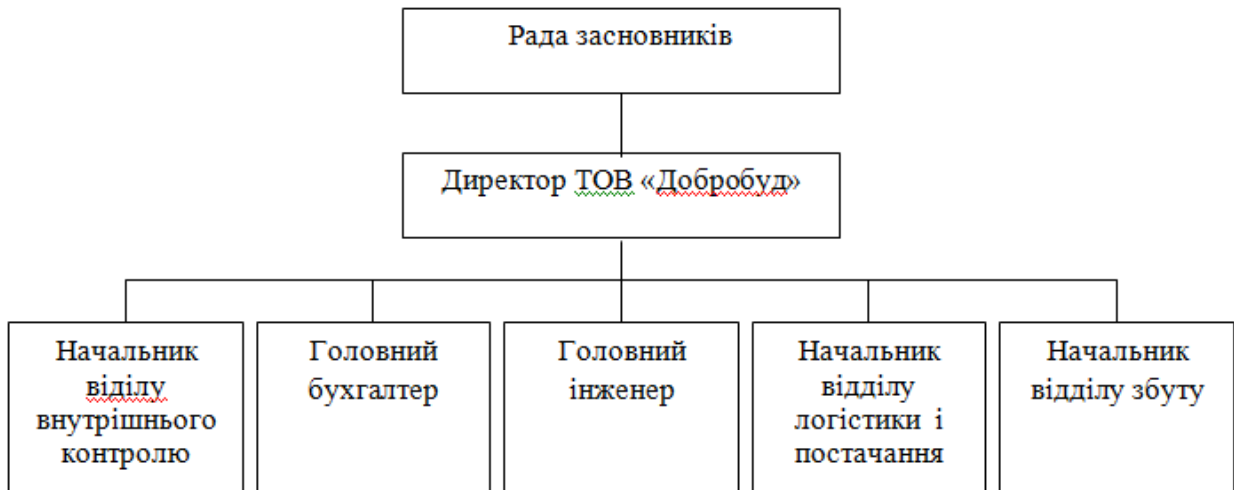 Рада засновників
Директор ТОВ «Добробуд»
Начальник
віділу
внутрішнього
контролю
Головний
бухгалтер
Головний
інженер
Начальник
відділу
логістики і
постачання
Начальник
відділу збуту